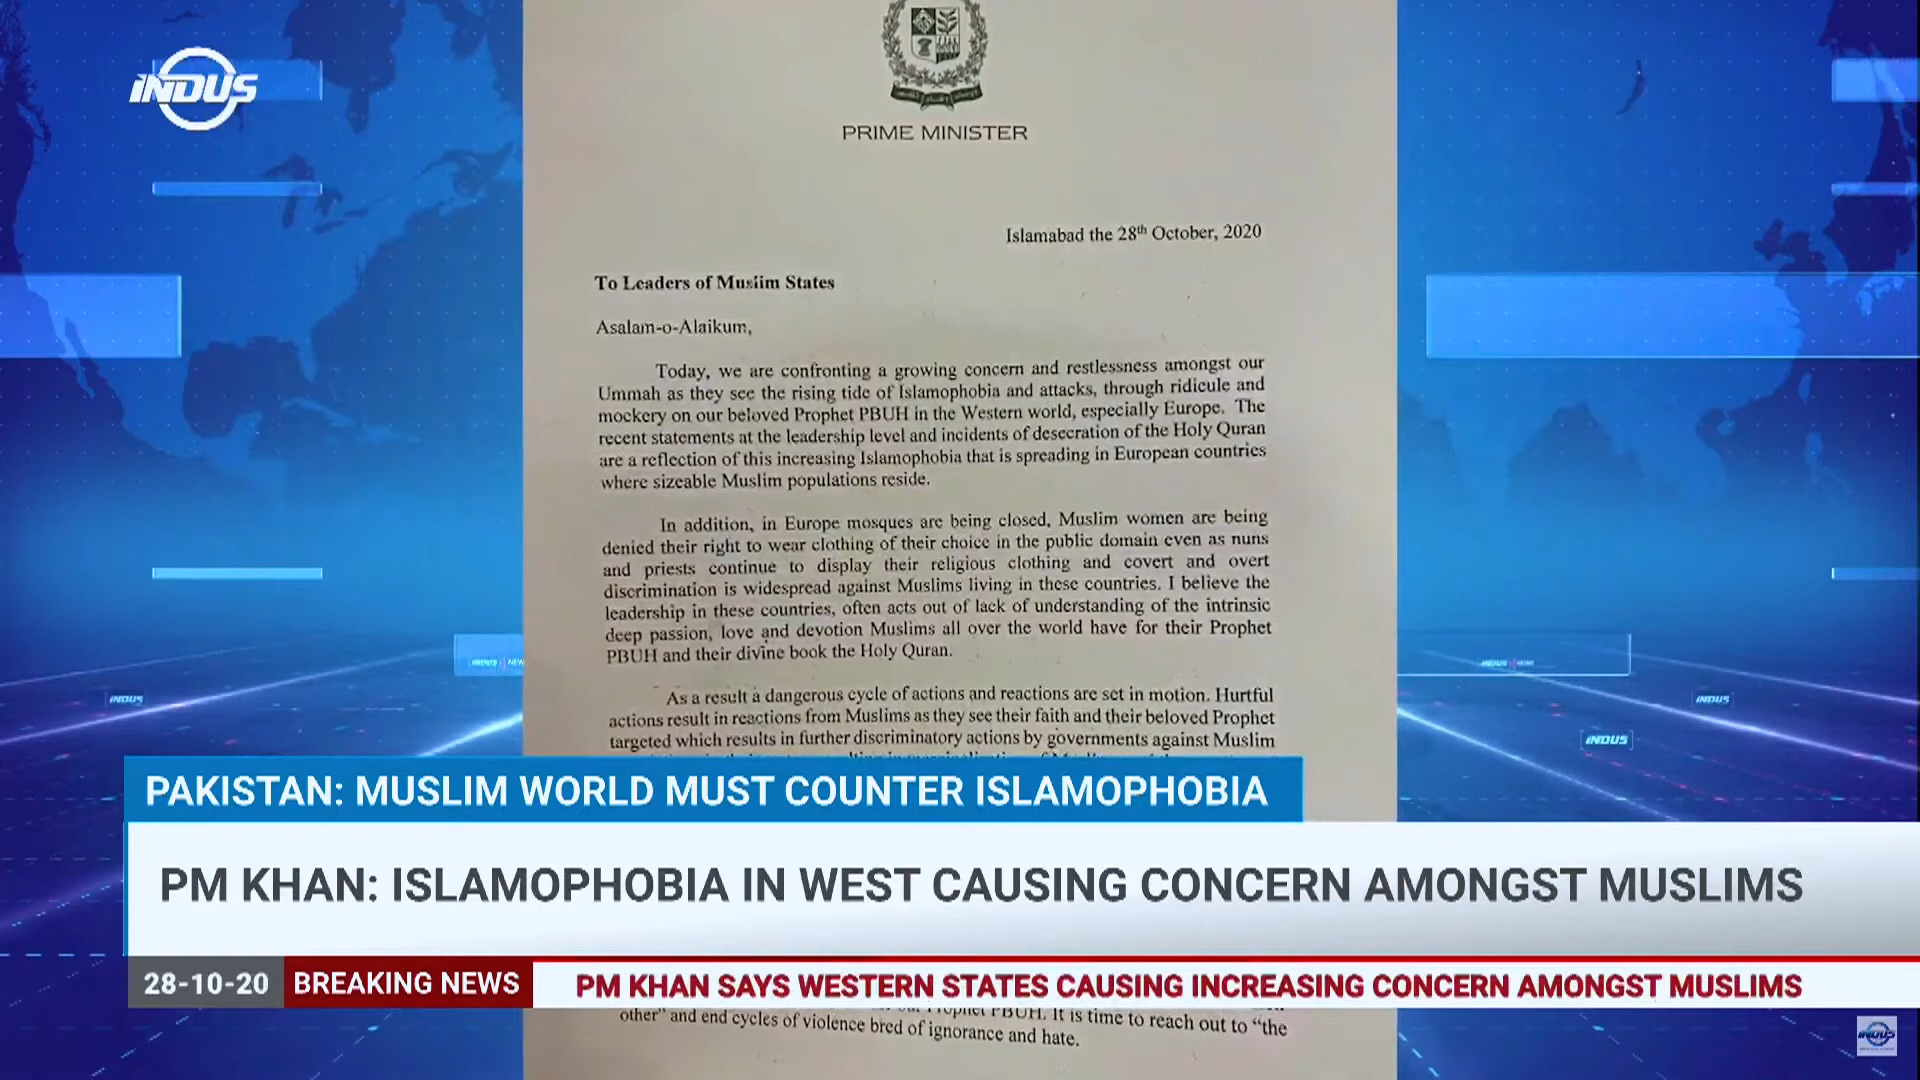 iNDUS
PRIME MINISTER
Islamabad the 28th October, 2020
To Leaders of Muslim States
Asalam-o-Alaikum,
Today, we are confronting a growing concern and restlessness amongst our
Ummah as they see the rising tide of Islamophobia and attacks, through ridicule and
mockery on our beloved Prophet PBUH in the Western world, especially Europe. The
recent statements at the leadership level and incidents of desecration of the Holy Quran
are a reflection of this increasing Islamophobia that is spreading in European countries
where sizeable Muslim populations reside.
In addition, in Europe mosques are being closed, Muslim women are being
denied their right to wear clothing of their choice in the public domain even as nuns
and priests continue to display their religious clothing and covert and overt
discrimination is widespread against Muslims living in these countries. I believe the
leadership in these countries, often acts out of lack of understanding of the intrinsic
deep passion, love and devotion Muslims all over the world have for their Prophet
PBUH and their divine book the Holy Quran.
As a result a dangerous cycle of actions and reactions are set in motion. Hurtful
actions result in reactions from Muslims as they see their faith and their beloved Prophet
targeted which results in further discriminatory actions by governments against Muslim
iNDUS NEWS
iNDUS NEWS
iNDUS
iNDUS
iNDUS
PAKISTAN: MUSLIM WORLD MUST COUNTER ISLAMOPHOBIA
PM KHAN: ISLAMOPHOBIA IN WEST CAUSING CONCERN AMONGST MUSLIMS
28-10-20 BREAKING NEWS PM KHAN SAYS WESTERN STATES CAUSING INCREASING CONCERN AMONGST MUSLIMS
Prophet PBUH. It is time to reach out to "the
other" and end cycles of violence bred of ignorance and hate.
iNDUS